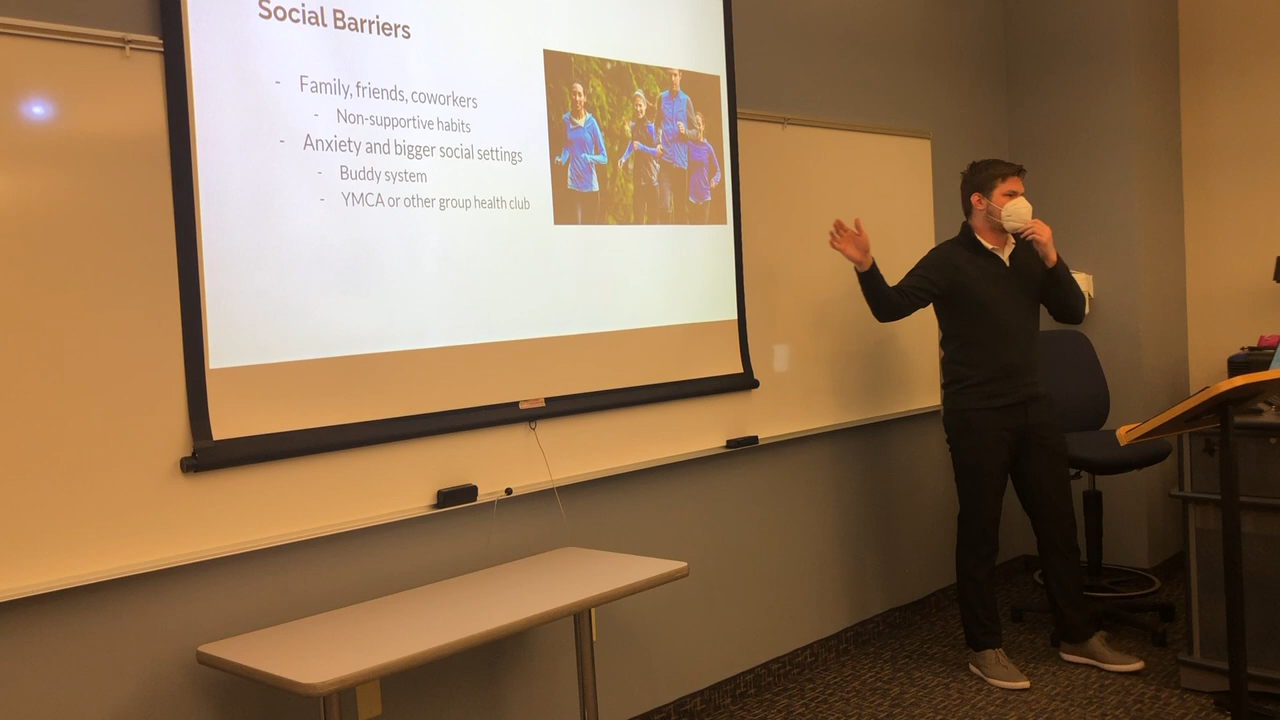 Social Barriers
- Family, friends, coworkers
- Non-supportive habits
- Anxiety and bigger social settings
- Buddy system
- YMCA or other group health club